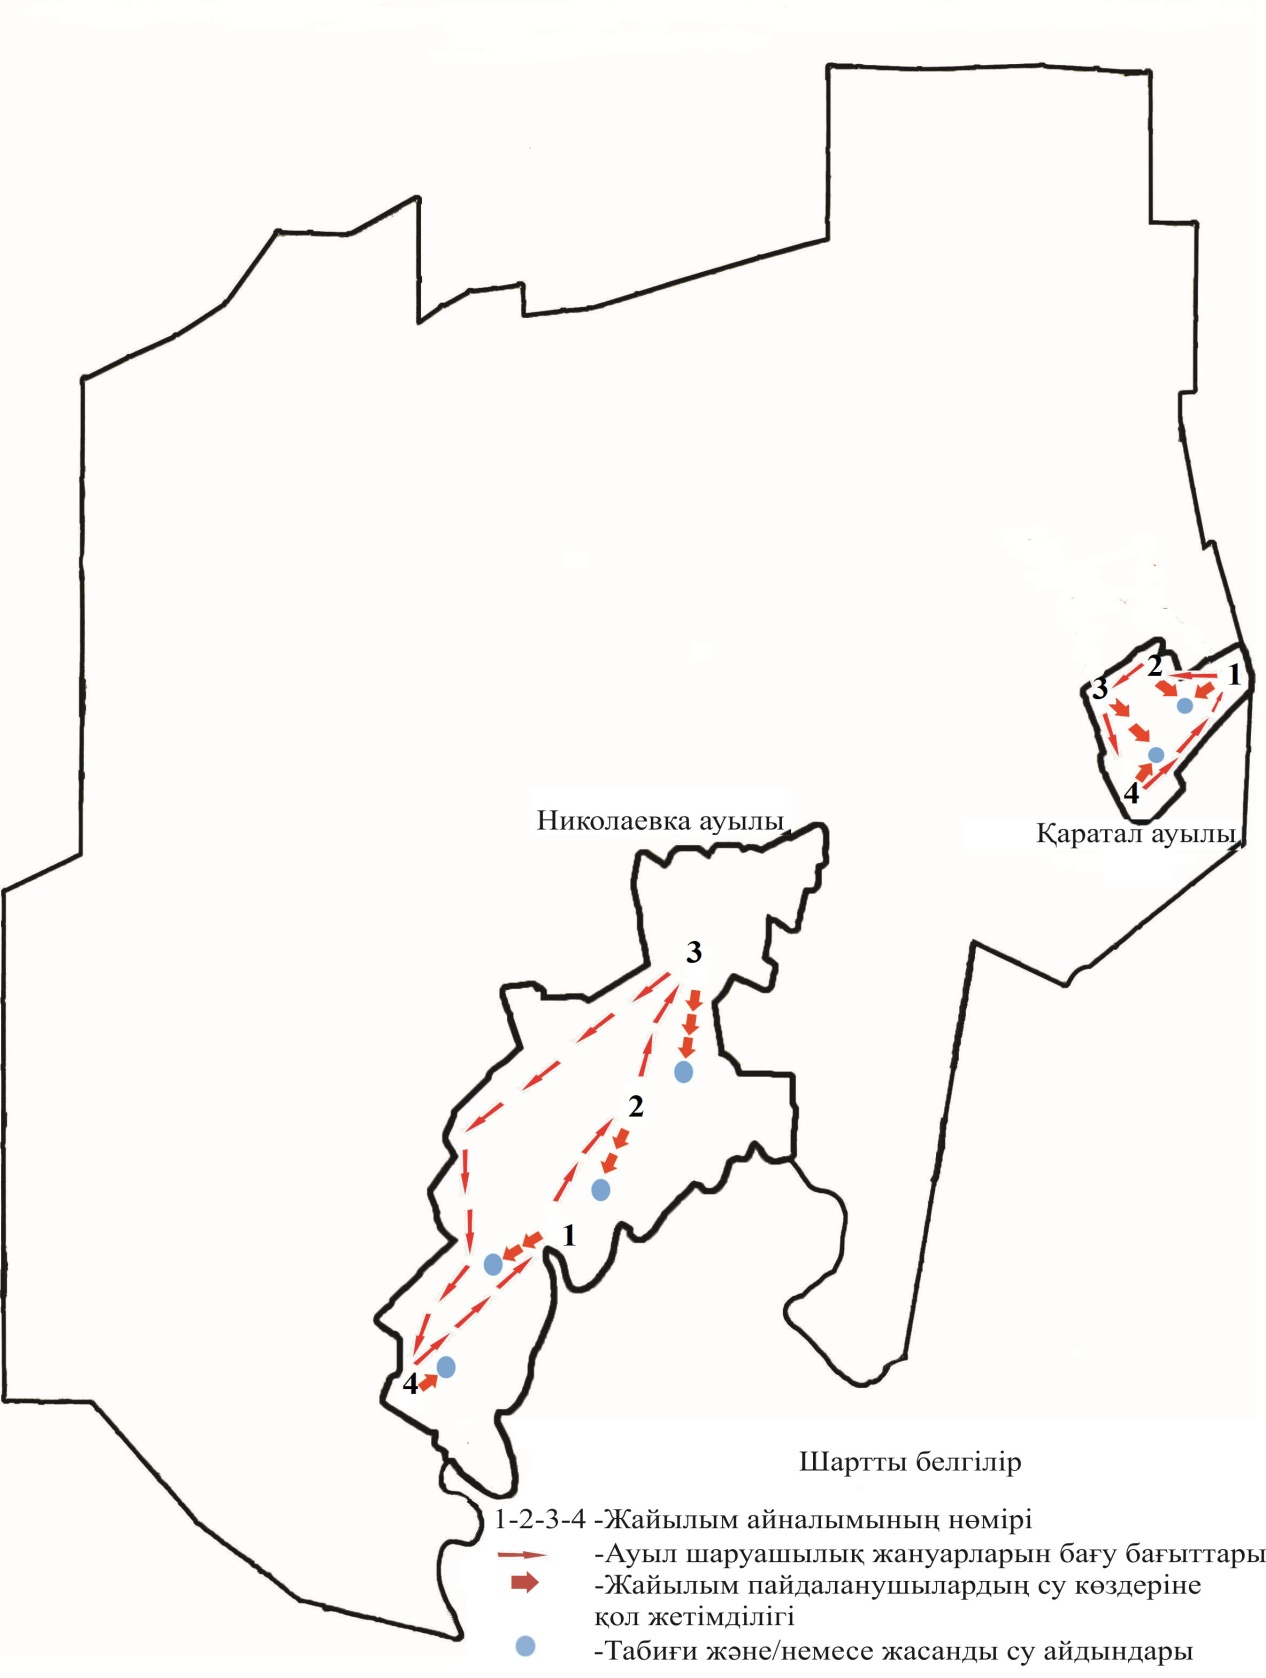 2
1
3
4
Николаевка ауылы
Қаратал ауылы
3
2
1
4
Шартты белгілір
1-2-3-4 -Жайылым айналымының нөмірі
-Ауыл шаруашылық жануарларын бағу бағыттары
-Жайылым пайдаланушылардың су көздеріне
қол жетімділігі
-Табиғи және/немесе жасанды су айдындары